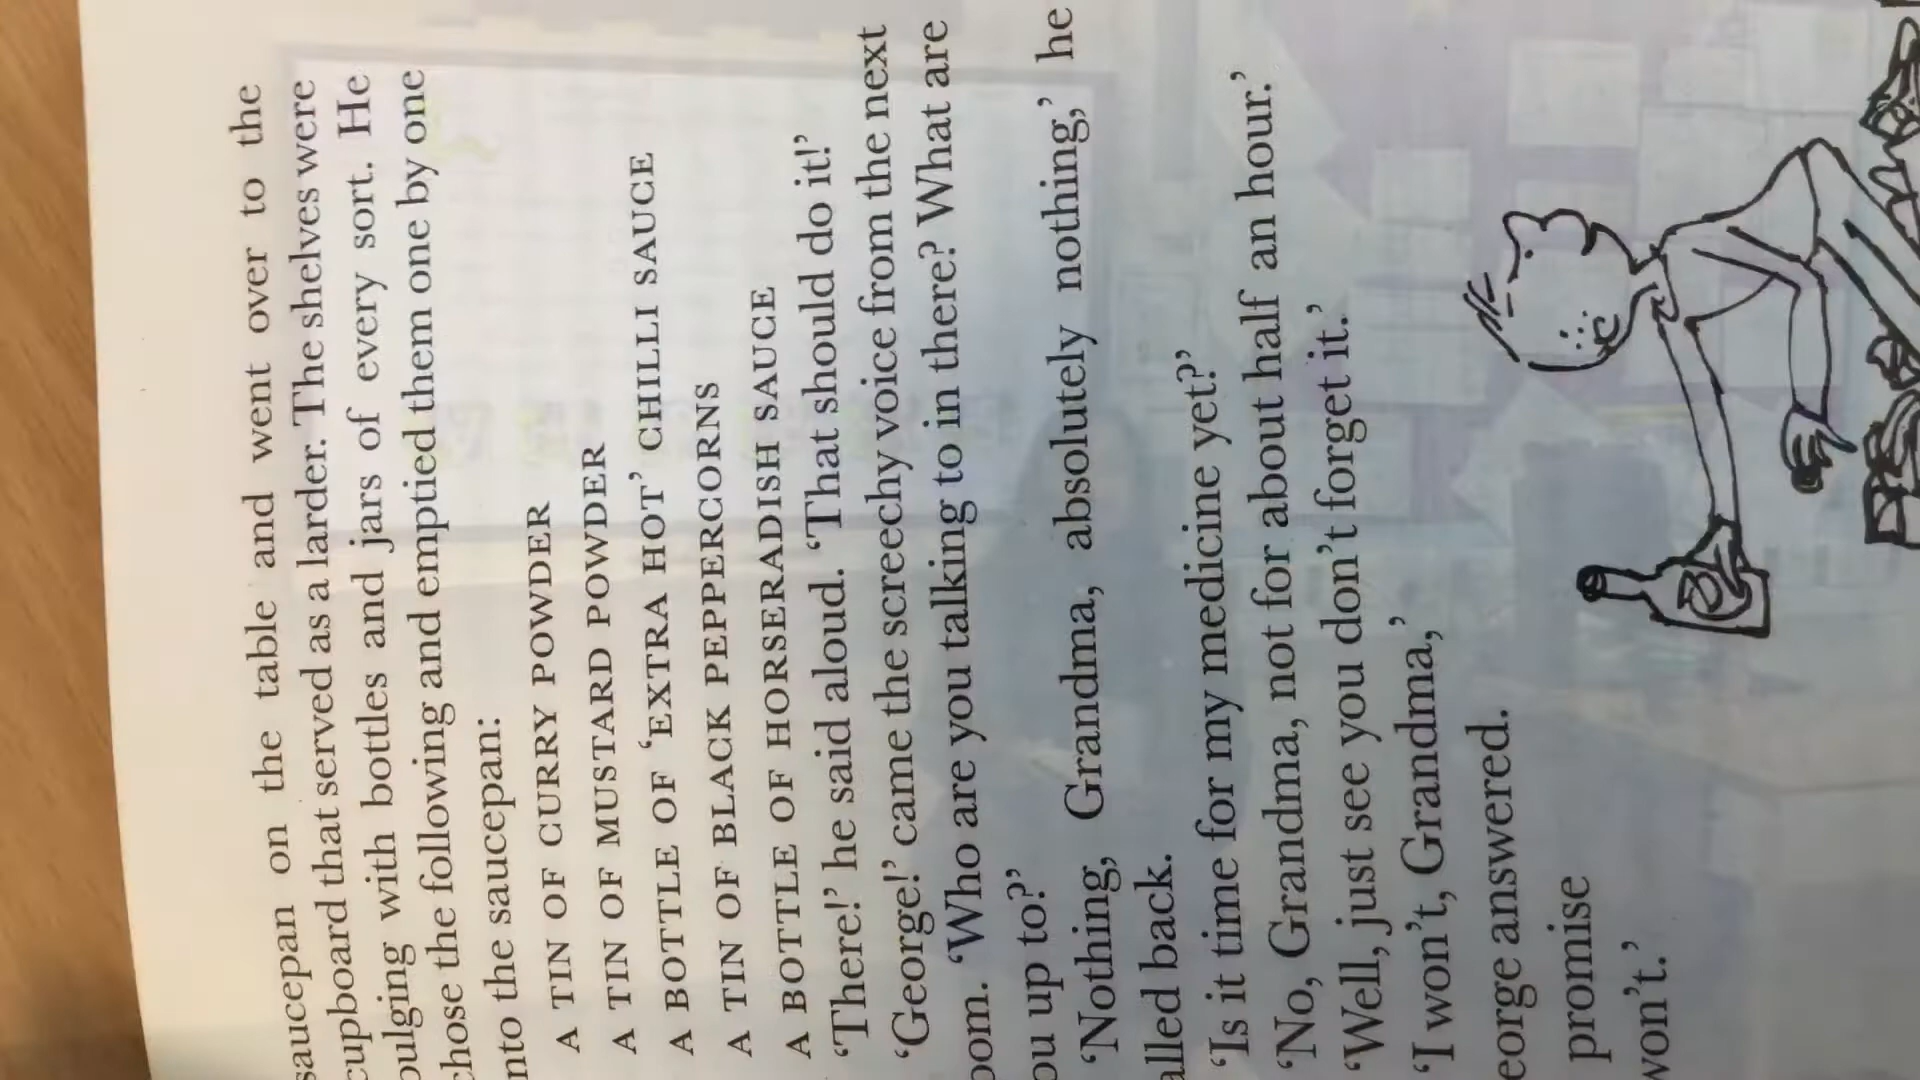 saucepan on the table and went over to the
cupboard that served as a larder. The shelves were
bulging with bottles and jars of every sort. He
chose the following and emptied them one by one
nto the saucepan:
A TIN OF CURRY POWDER
A TIN OF MUSTARD POWDER
A BOTTLE OF ‘EXTRA HOT’ CHILLI SAUCE
A TIN OF BLACK PEPPERCORNS
A BOTTLE OF HORSERADISH SAUCE
‘There!’ he said aloud. ‘That should do it!’
‘George!’ came the screechy voice from the next
oom. ‘Who are you talking to in there? What are
ou up to?’
‘Nothing, Grandma, absolutely nothing,’ he
alled back.
‘Is it time for my medicine yet?’
‘No, Grandma, not for about half an hour.’
‘Well, just see you don’t forget it.’
‘I won’t, Grandma,’
eorge answered.
promise
won’t.’